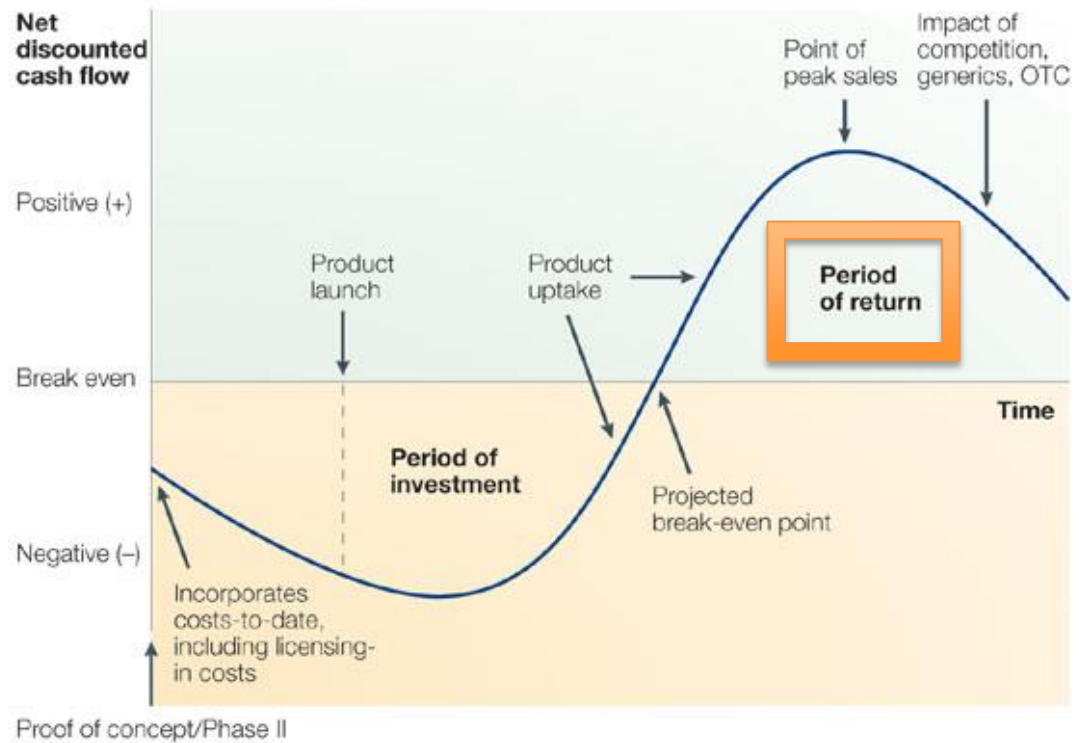 Net
discounted
cash flow
Point of
peak sales
Impact of
competition,
generics, OTC
Positive (+)
Product
launch
Product
uptake
Period
of return
Break even
Time
Period of
investment
Projected
break-even point
Negative (–)
Incorporates
costs-to-date,
including licensing-
in costs
Proof of concept/Phase II